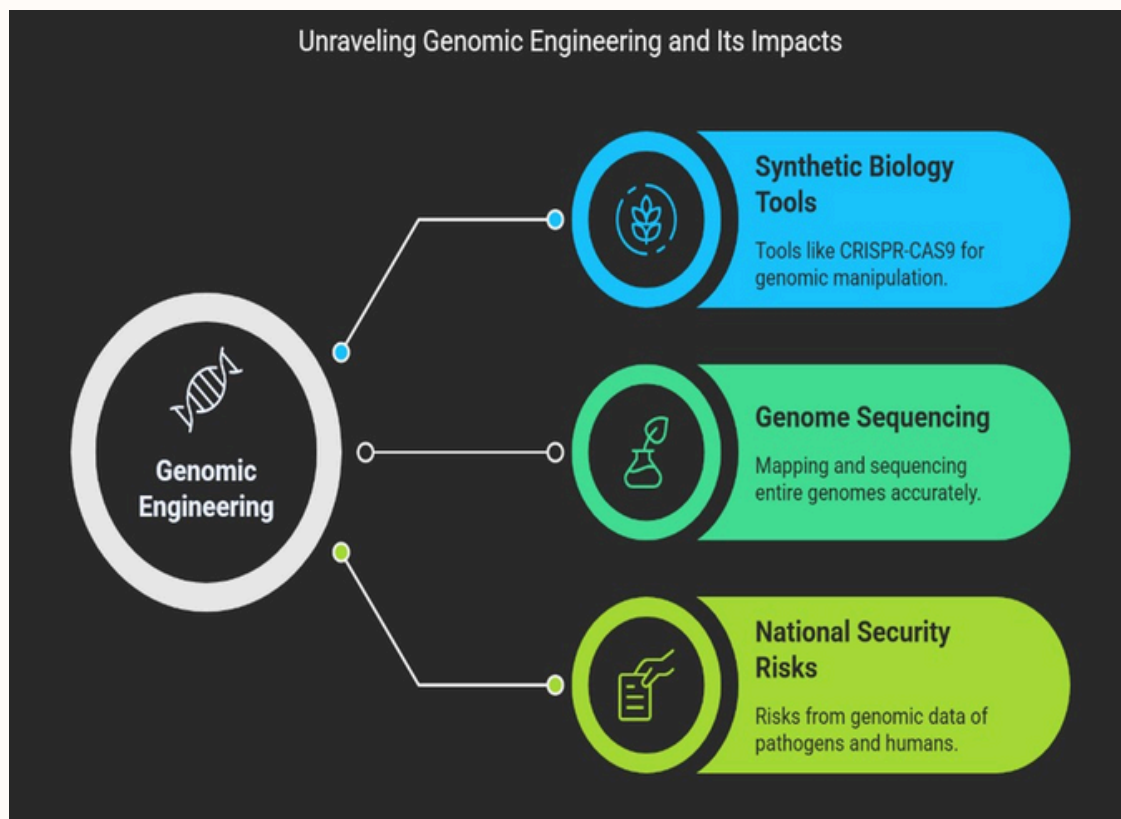 Unraveling Genomic Engineering and Its Impacts
Genomic
Engineering
Synthetic Biology
Tools
Tools like CRISPR-CAS9 for
genomic manipulation.
Genome Sequencing
Mapping and sequencing
entire genomes accurately.
National Security
Risks
Risks from genomic data of
pathogens and humans.